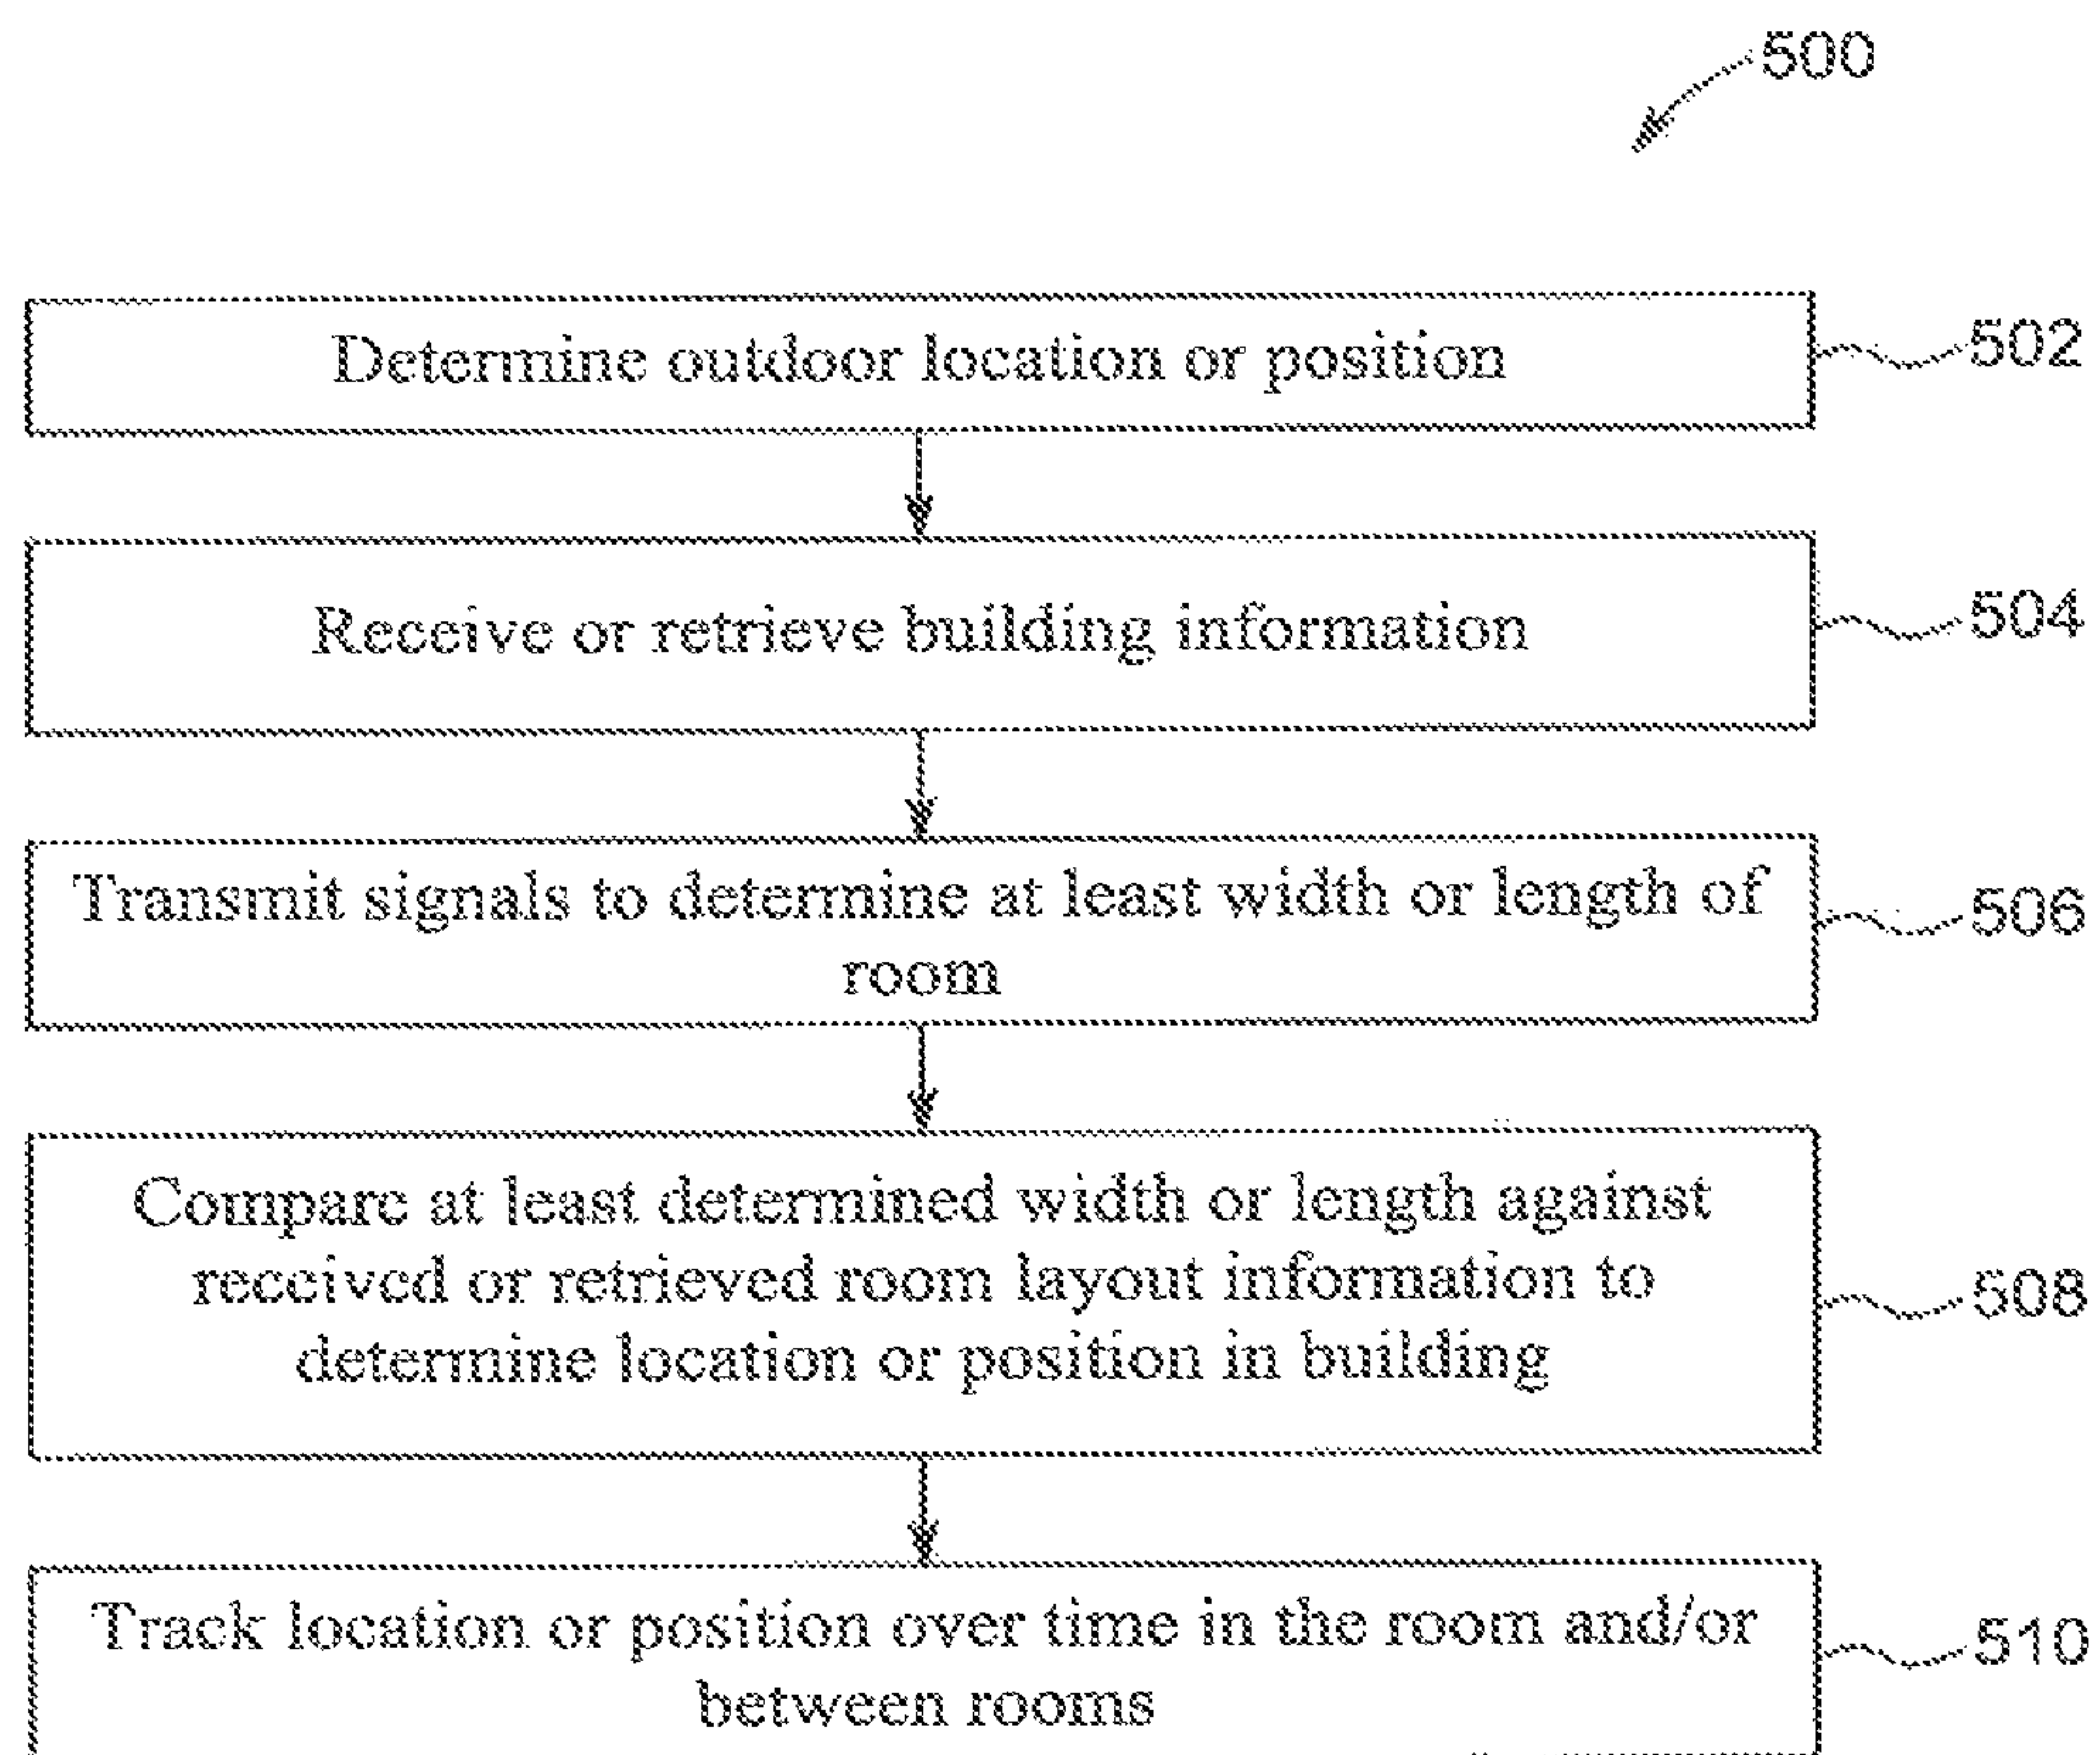 500
Determine outdoor location or position
502
Receive or retrieve building information
504
Transmit signals to determine at least width or length of
room
506
Compare at least determined width or length against
received or retrieved room layout information to
determine location or position in building
508
Track location or position over time in the room and/or
between rooms
510